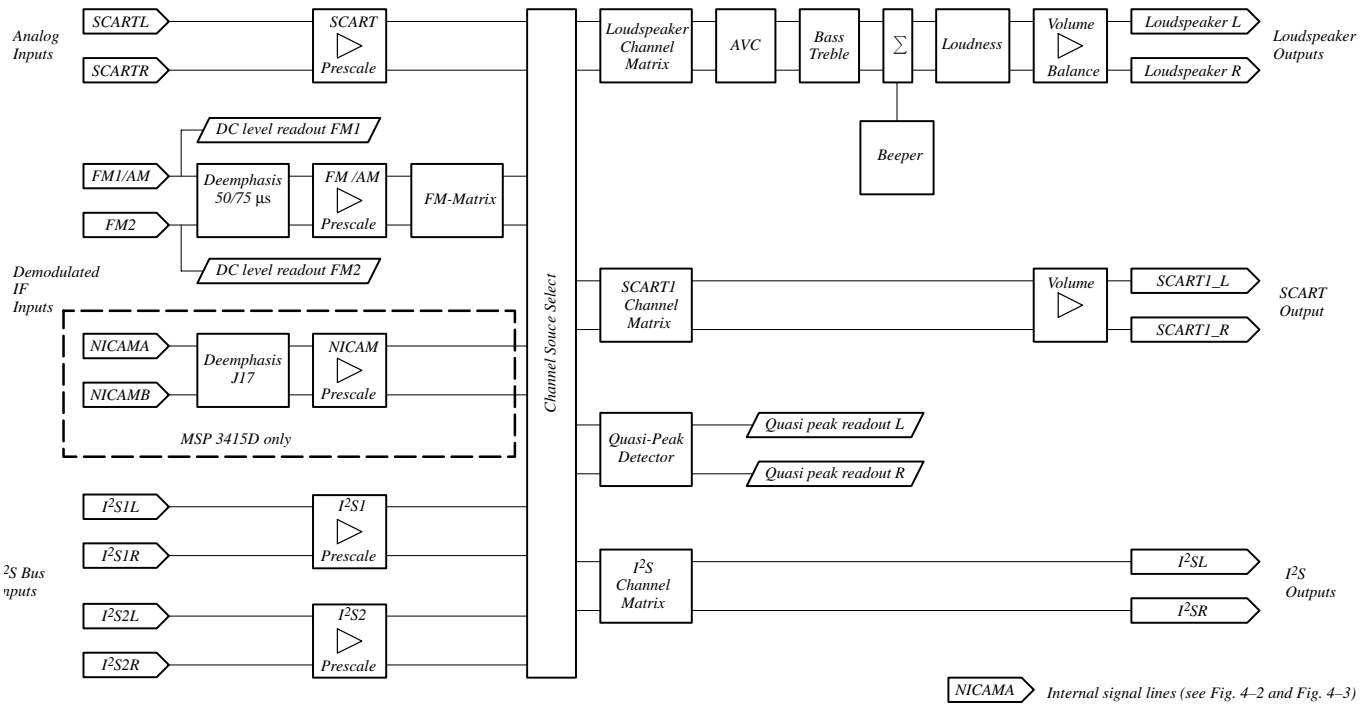 Analog
Inputs
SCARTL
SCARTR
SCART
Prescale
DC level readout FM1
FM1/AM
FM2
Deemphasis
50/75 µs
FM /AM
Prescale
FM-Matrix
DC level readout FM2
Demodulated
IF
Inputs
NICAMA
NICAMB
Deemphasis
J17
NICAM
Prescale
MSP 3415D only
I²S1L
I²S1R
I²S1
Prescale
²S Bus
nputs
I²S2L
I²S2R
I²S2
Prescale
Channel Souce Select
Loudspeaker
Channel
Matrix
AVC
Bass
Treble
Σ
Beeper
Loudness
Volume
Balance
Loudspeaker L
Loudspeaker R
Loudspeaker
Outputs
SCART1
Channel
Matrix
Volume
SCART1_L
SCART1_R
SCART
Output
Quasi-Peak
Detector
Quasi peak readout L
Quasi peak readout R
I²S
Channel
Matrix
I²SL
I²SR
I²S
Outputs
NICAMA
Internal signal lines (see Fig. 4–2 and Fig. 4–3)